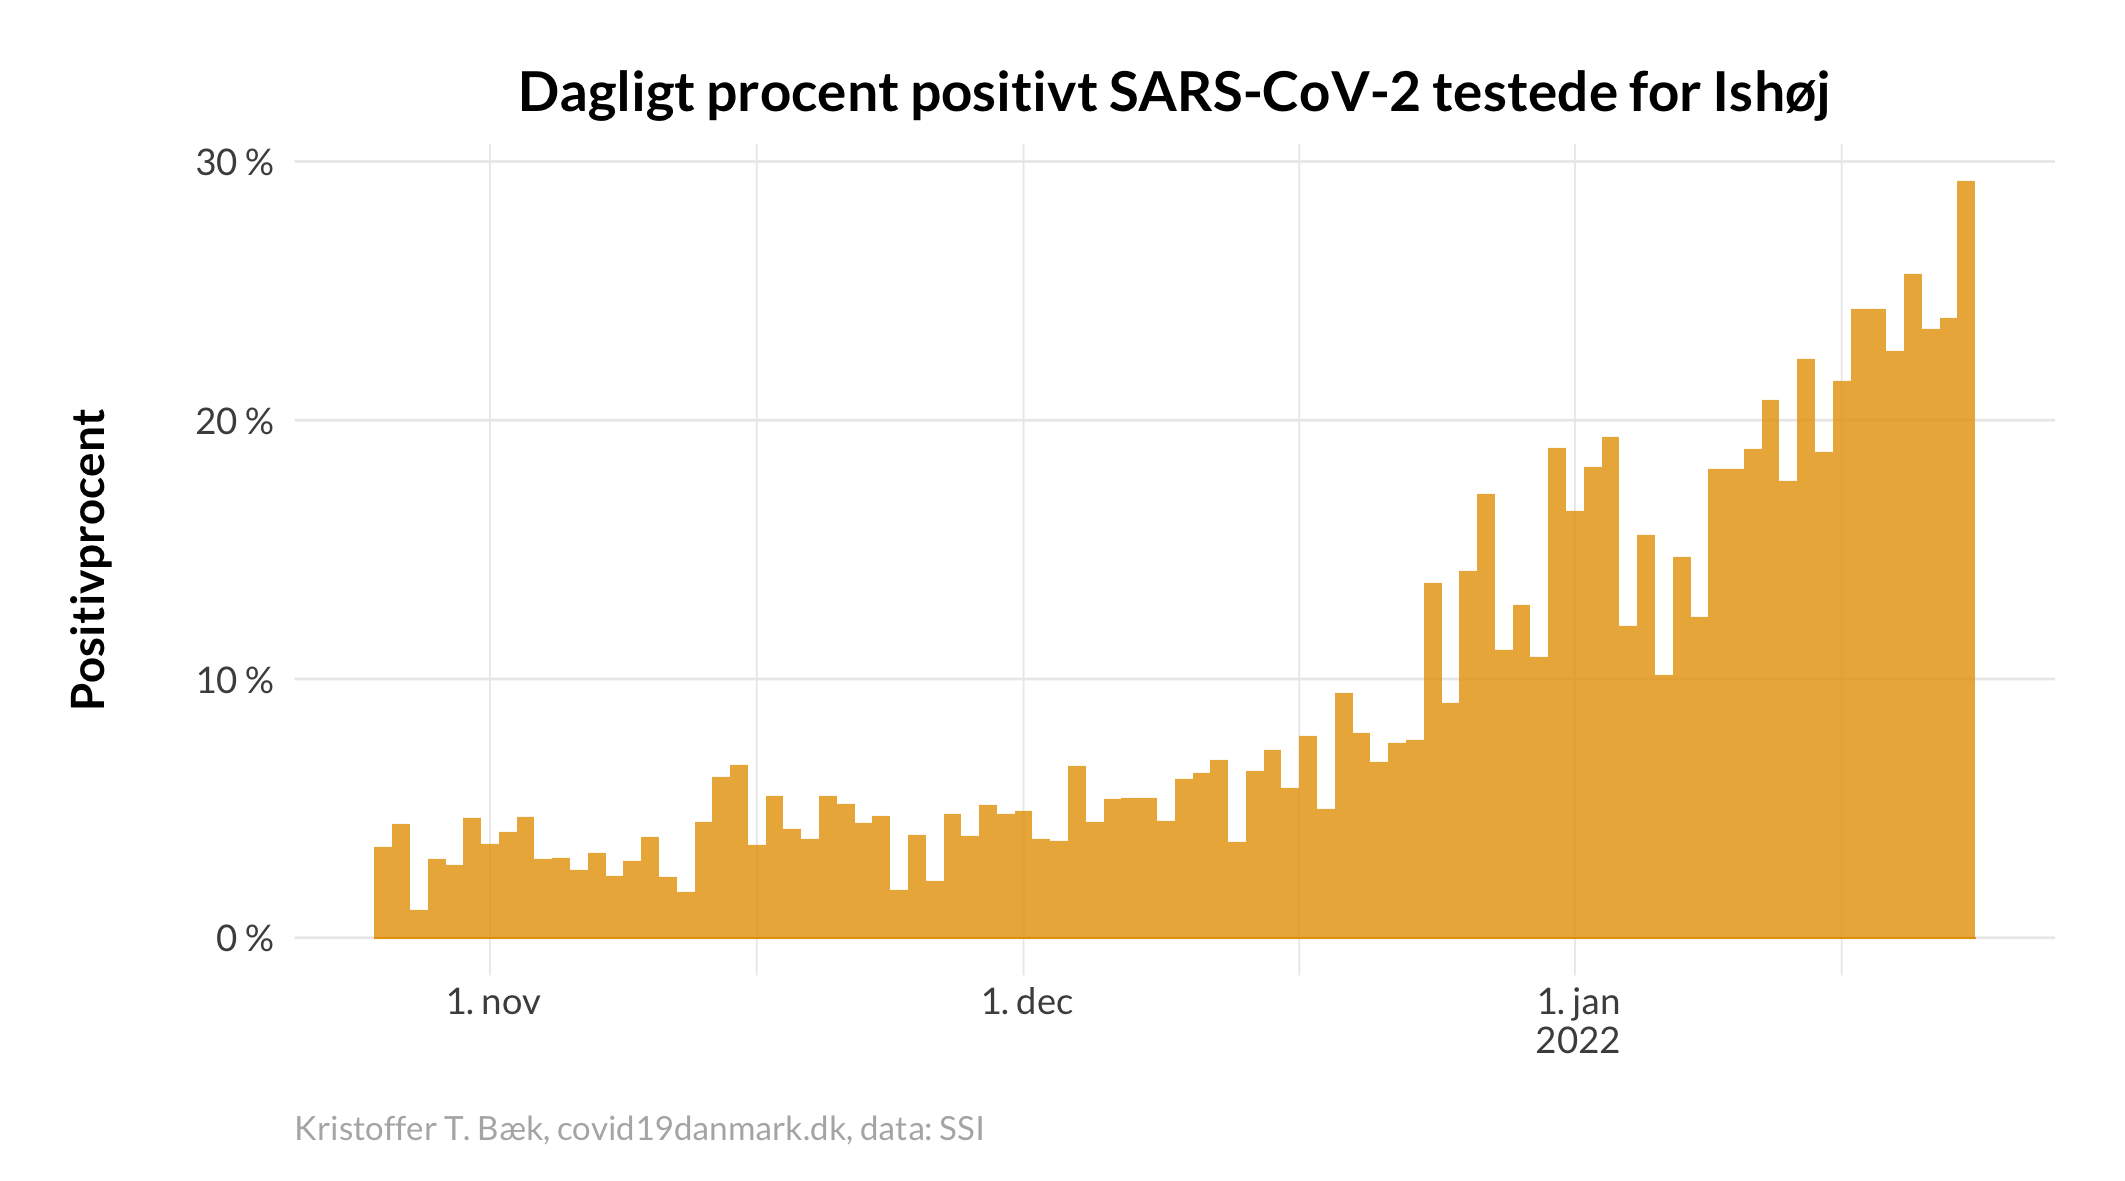 Dagligt procent positivt SARS-CoV-2 testede for Ishøj
Positivprocent
30 %
20 %
10 %
0 %
1. nov
1. dec
1. jan
2022
Kristoffer T. Bæk, covid19danmark.dk, data: SSI